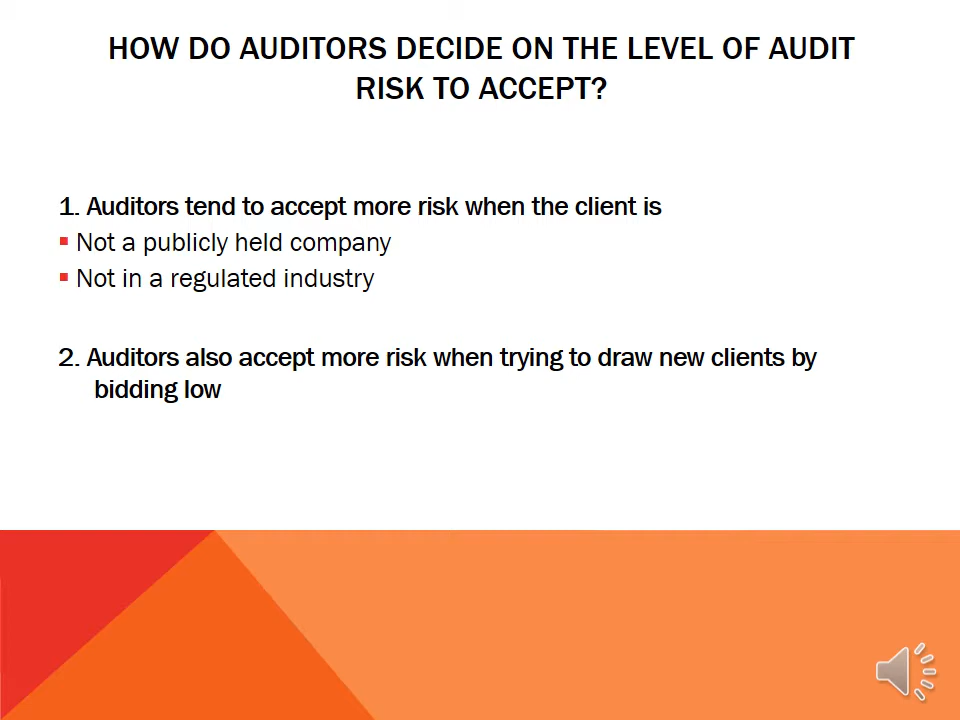 HOW DO AUDITORS DECIDE ON THE LEVEL OF AUDIT
RISK TO ACCEPT?
1. Auditors tend to accept more risk when the client is
▪ Not a publicly held company
▪ Not in a regulated industry
2. Auditors also accept more risk when trying to draw new clients by
bidding low